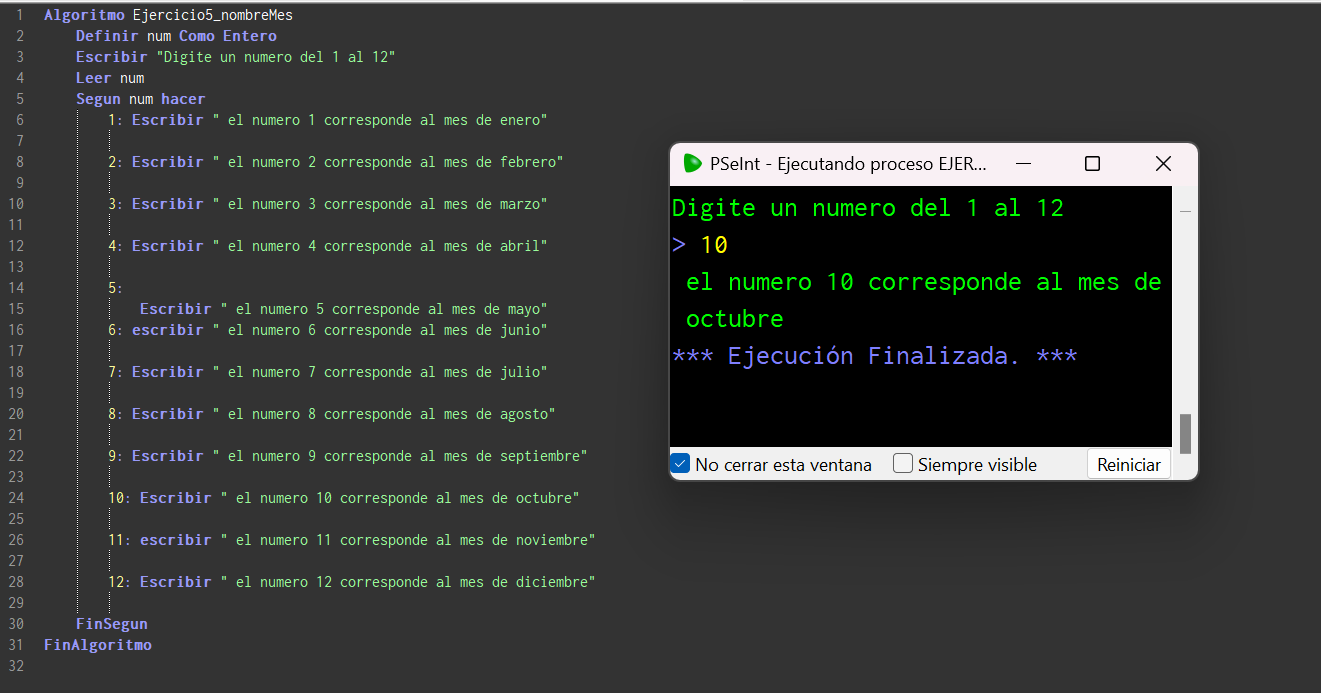 1 Algoritmo Ejercicio5_nombreMes
2 Definir num Como Entero
3 Escribir "Digite un numero del 1 al 12"
4 Leer num
5 Segun num hacer
6 1: Escribir " el numero 1 corresponde al mes de enero"
7
8 2: Escribir " el numero 2 corresponde al mes de febrero"
9
10 3: Escribir " el numero 3 corresponde al mes de marzo"
11
12 4: Escribir " el numero 4 corresponde al mes de abril"
13
14 5:
15 Escribir " el numero 5 corresponde al mes de mayo"
16 6: escribir " el numero 6 corresponde al mes de junio"
17
18 7: Escribir " el numero 7 corresponde al mes de julio"
19
20 8: Escribir " el numero 8 corresponde al mes de agosto"
21
22 9: Escribir " el numero 9 corresponde al mes de septiembre"
23
24 10: Escribir " el numero 10 corresponde al mes de octubre"
25
26 11: escribir " el numero 11 corresponde al mes de noviembre"
27
28 12: Escribir " el numero 12 corresponde al mes de diciembre"
29
30 FinSegun
31 FinAlgoritmo
32
PSeInt - Ejecutando proceso EJER...
Digite un numero del 1 al 12
> 10
el numero 10 corresponde al mes de
octubre
*** Ejecución Finalizada. ***
No cerrar esta ventana Siempre visible Reiniciar